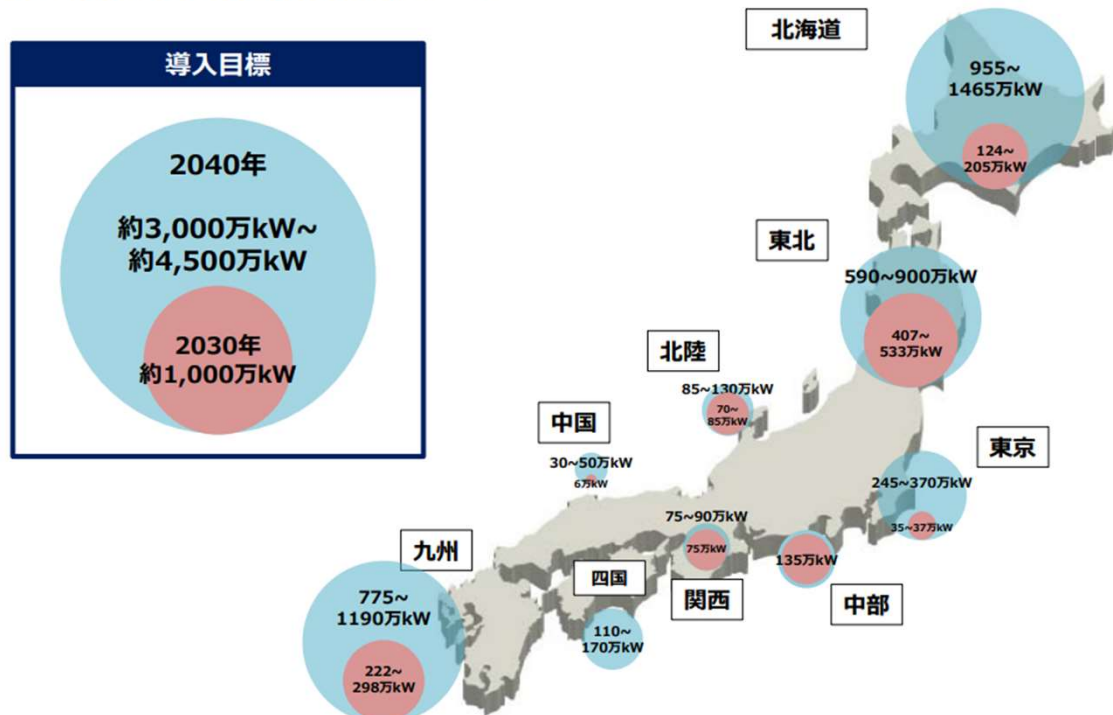 導入目標
2040年
約3,000万kW~
約4,500万kW
2030年
約1,000万kW
北海道
955~
1465万kW
124~
205万kW
東北
590~900万kW
407~
533万kW
北陸
85~130万kW
70~
85万kW
中国
30~50万kW
6万kW
東京
245~370万kW
35~37万kW
75~90万kW
75万kW
関西
135万kW
中部
四国
110~
170万kW
九州
775~
1190万kW
222~
298万kW